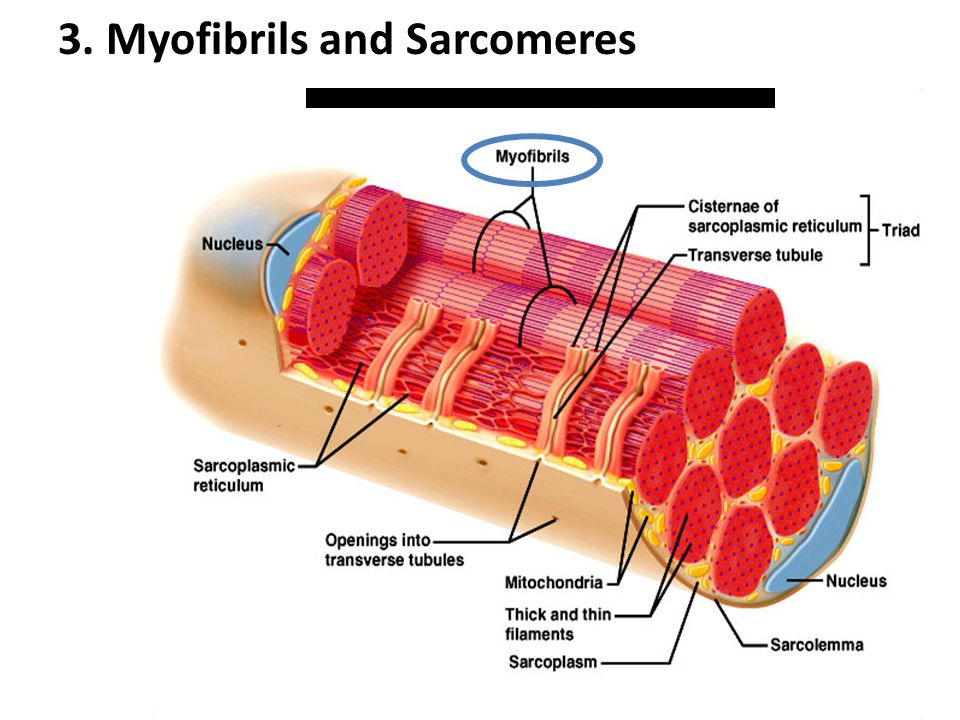 3. Myofibrils and Sarcomeres
Myofibrils
Cisternae of
sarcoplasmic reticulum
Triad
Transverse tubule
Nucleus
Sarcoplasmic
reticulum
Openings into
transverse tubules
Mitochondria
Nucleus
Thick and thin
filaments
Sarcolemma
Sarcoplasm